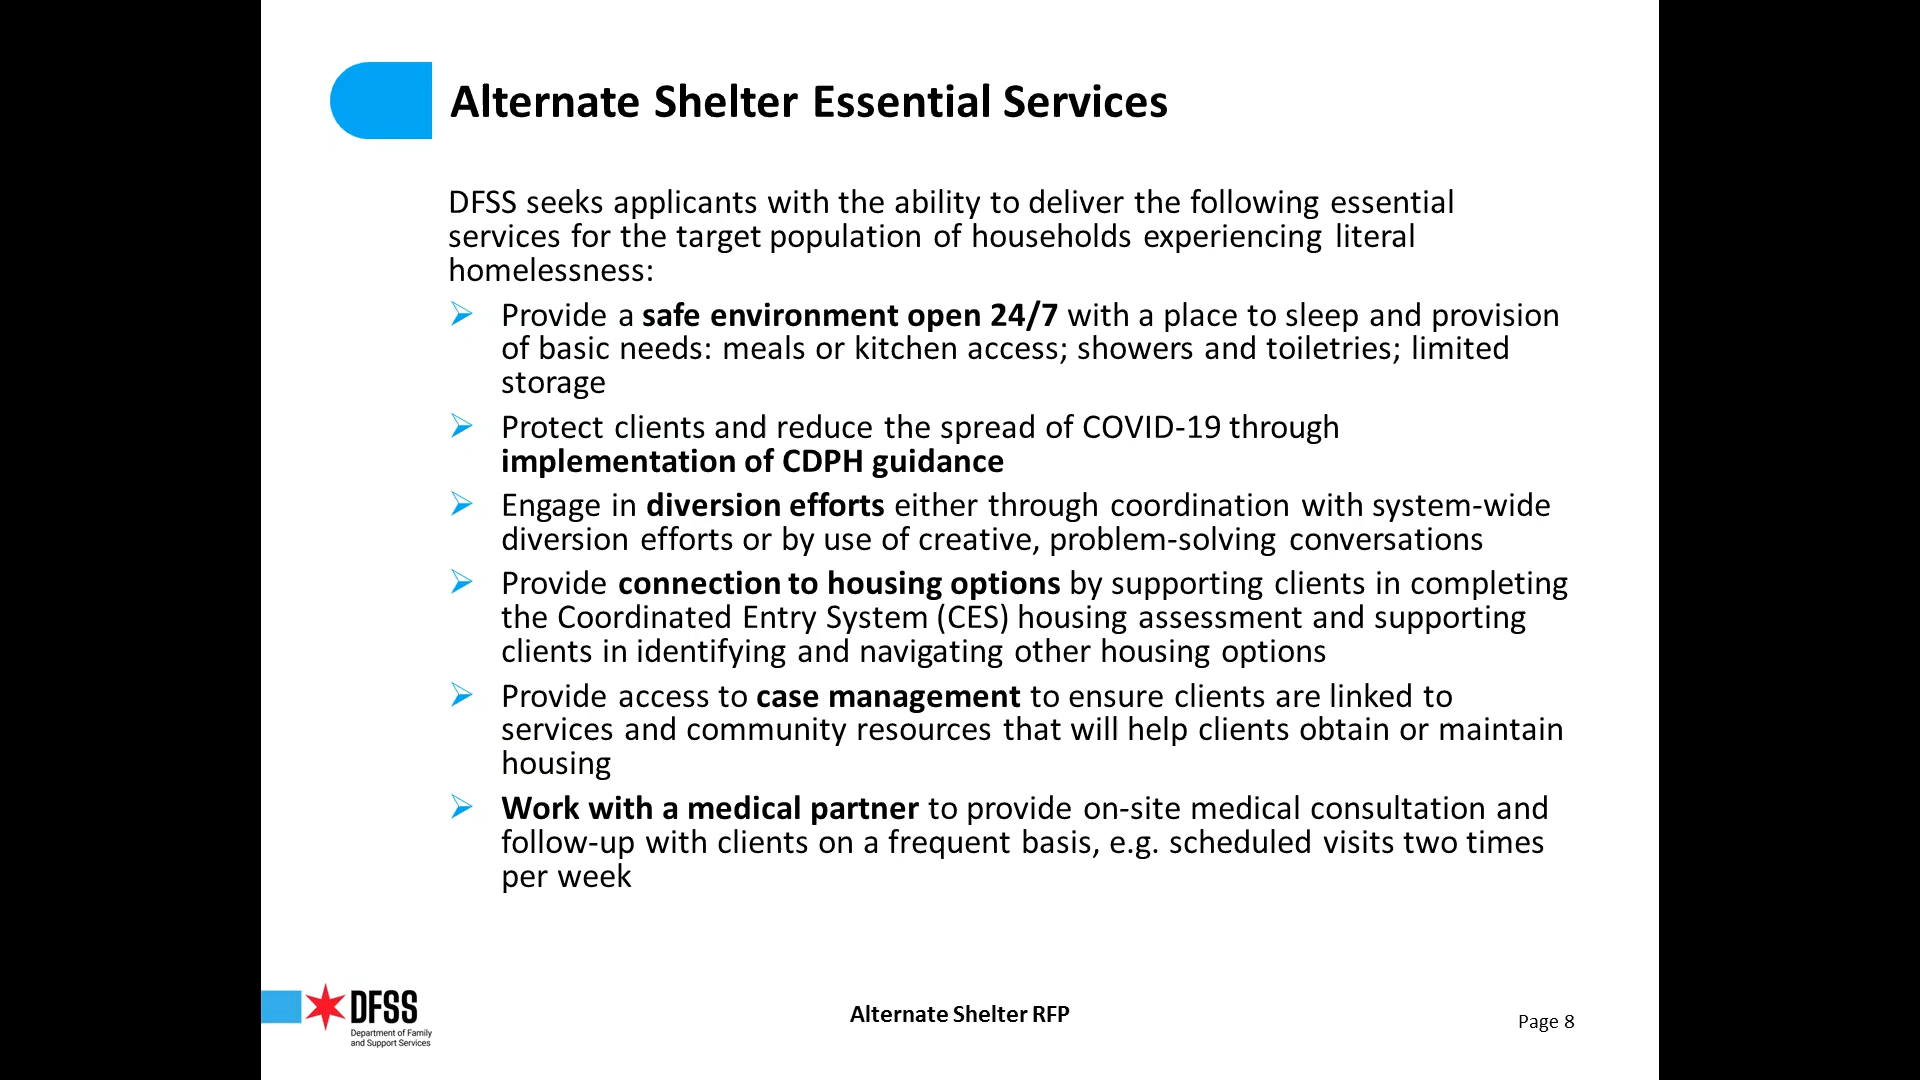 Alternate Shelter Essential Services
DFSS seeks applicants with the ability to deliver the following essential
services for the target population of households experiencing literal
homelessness:
Provide a safe environment open 24/7 with a place to sleep and provision
of basic needs: meals or kitchen access; showers and toiletries; limited
storage
Protect clients and reduce the spread of COVID-19 through
implementation of CDPH guidance
Engage in diversion efforts either through coordination with system-wide
diversion efforts or by use of creative, problem-solving conversations
Provide connection to housing options by supporting clients in completing
the Coordinated Entry System (CES) housing assessment and supporting
clients in identifying and navigating other housing options
Provide access to case management to ensure clients are linked to
services and community resources that will help clients obtain or maintain
housing
Work with a medical partner to provide on-site medical consultation and
follow-up with clients on a frequent basis, e.g. scheduled visits two times
per week
DFSS
Department of Family
and Support Services
Alternate Shelter RFP
Page 8